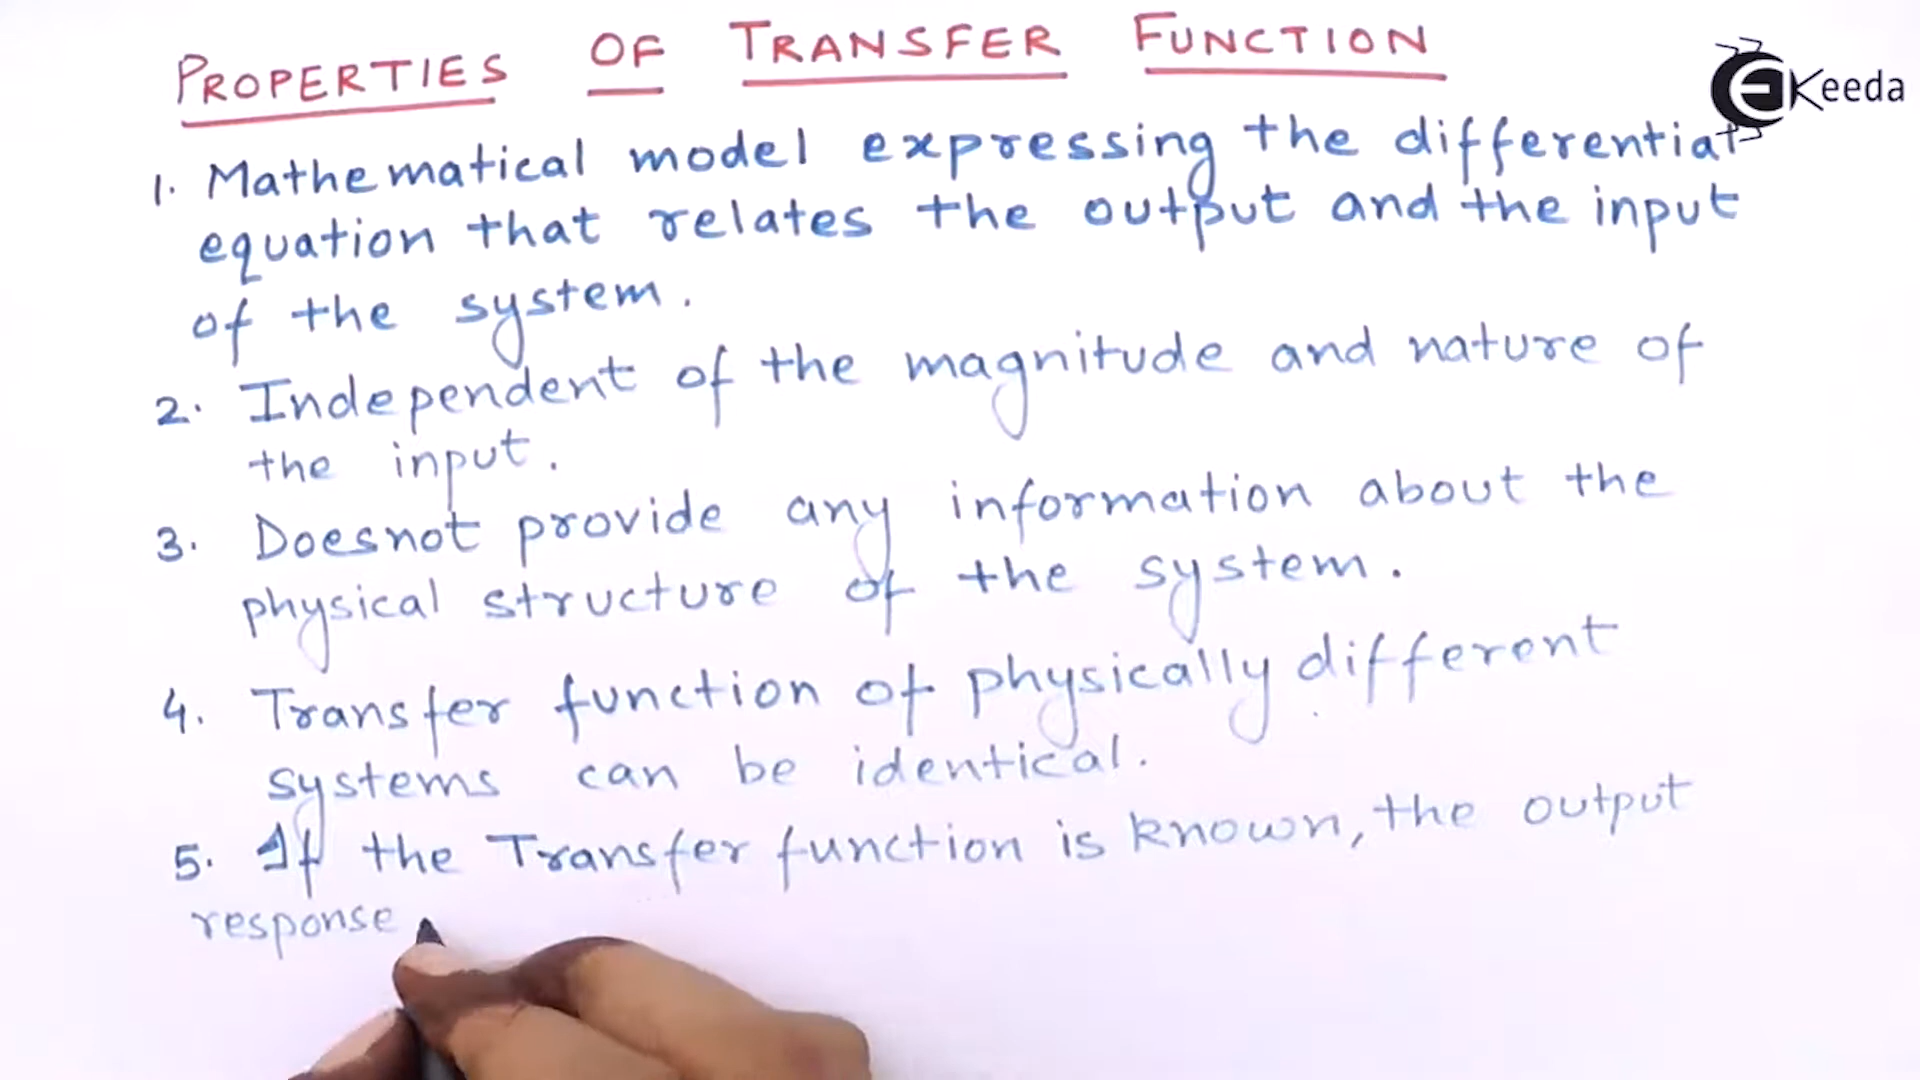 PROPERTIES OF TRANSFER FUNCTION
Keeda
1. Mathematical model expressing the differential
equation that relates the output and the input
of the system.
2. Independent of the magnitude and nature of
the input.
3. Doesnot provide any information about the
physical structure of the system.
4. Transfer function of physically different
systems can be identical.
5. If the Transfer function is known, the output
response